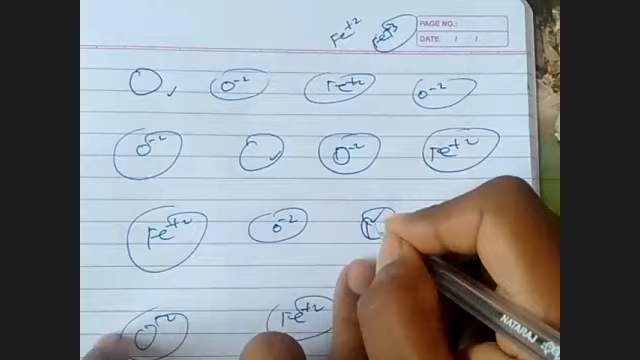 Fe+2 Fe+3 PAGE NO.:
DATE / /
O-2 Fe+2 O-2
O-2 O-2 Fe+2
Fe+2 O-2
O-2 Fe+2
NATARAJ